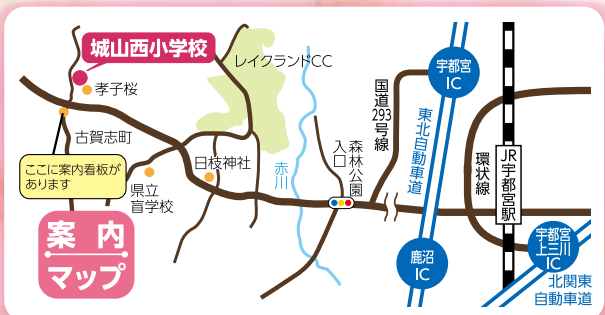 城山西小学校
孝子桜
古賀志町
ここに案内看板が
あります
県立
盲学校
日枝神社
レイクランドCC
赤川
森林公園
入口
国道293号線
東北自動車道
宇都宮
IC
鹿沼
IC
環状線
JR宇都宮駅
宇都宮
上三川
IC
北関東
自動車道
案内
マップ